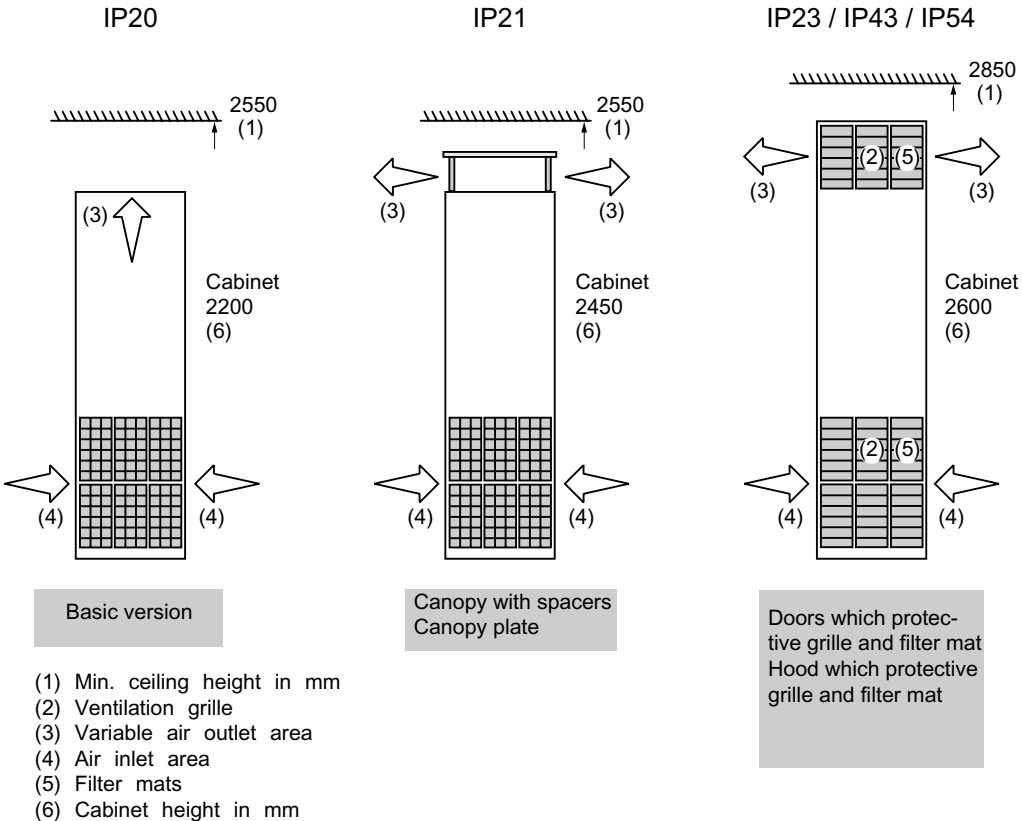 IP20
2550
(1)
(3)
Cabinet
2200
(6)
(4)
(4)
Basic version
IP21
2550
(1)
(3)
(3)
Cabinet
2450
(6)
(4)
(4)
Canopy with spacers
Canopy plate
IP23 / IP43 / IP54
2850
(1)
(2)
(5)
(3)
(3)
Cabinet
2600
(6)
(2)
(5)
(4)
(4)
Doors which protec-
tive grille and filter mat
Hood which protective
grille and filter mat
(1) Min. ceiling height in mm
(2) Ventilation grille
(3) Variable air outlet area
(4) Air inlet area
(5) Filter mats
(6) Cabinet height in mm